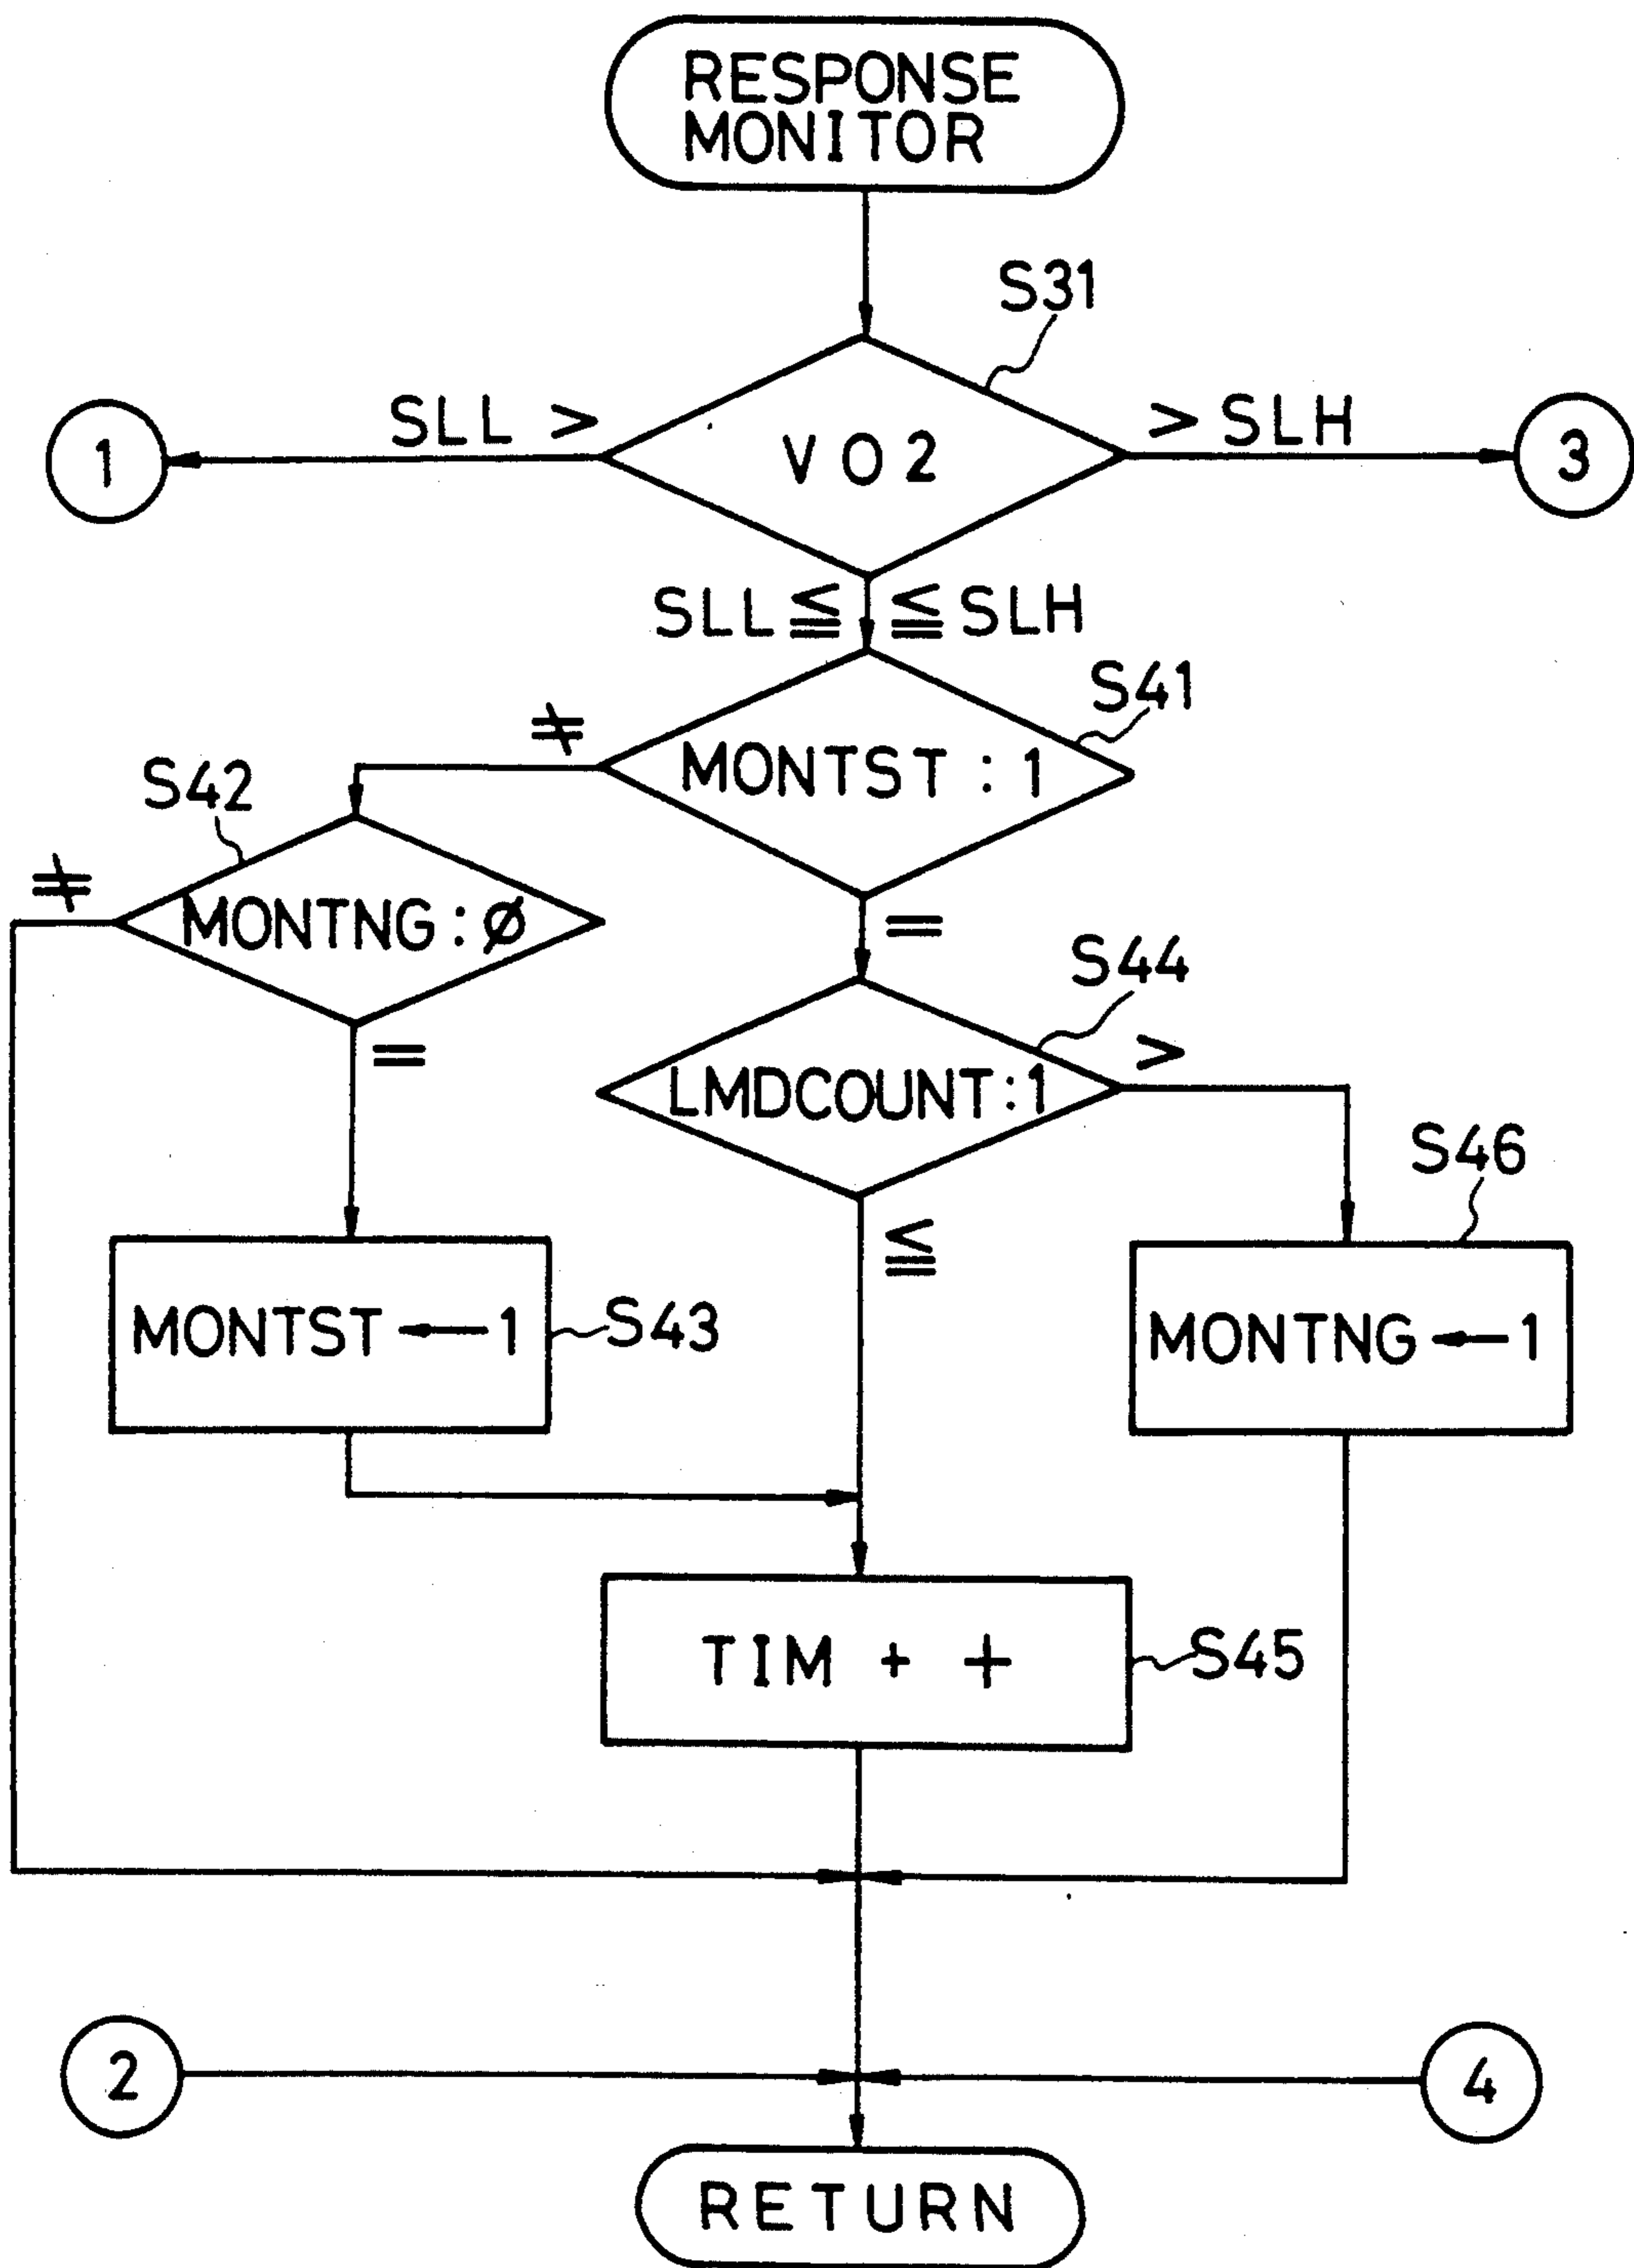 RESPONSE
MONITOR
S31
SLL >
> SLH
1
VO2
3
SLL ≦ ≦ SLH
S41
≠
MONTST : 1
S42
≠
MONTNG : Ø
=
S44
=
>
LMDCOUNT : 1
S46
≦
MONTST ← 1
S43
MONTNG ← 1
TIM + +
S45
2
4
RETURN